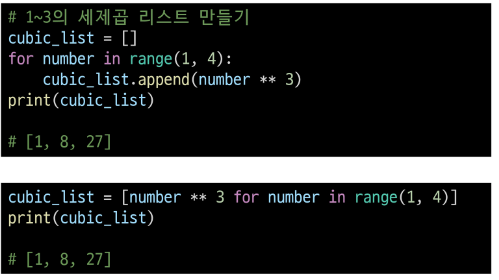 # 1~3의 세제곱 리스트 만들기
cubic_list = []
for number in range(1, 4):
    cubic_list.append(number ** 3)
print(cubic_list)
# [1, 8, 27]
cubic_list = [number ** 3 for number in range(1, 4)]
print(cubic_list)
# [1, 8, 27]